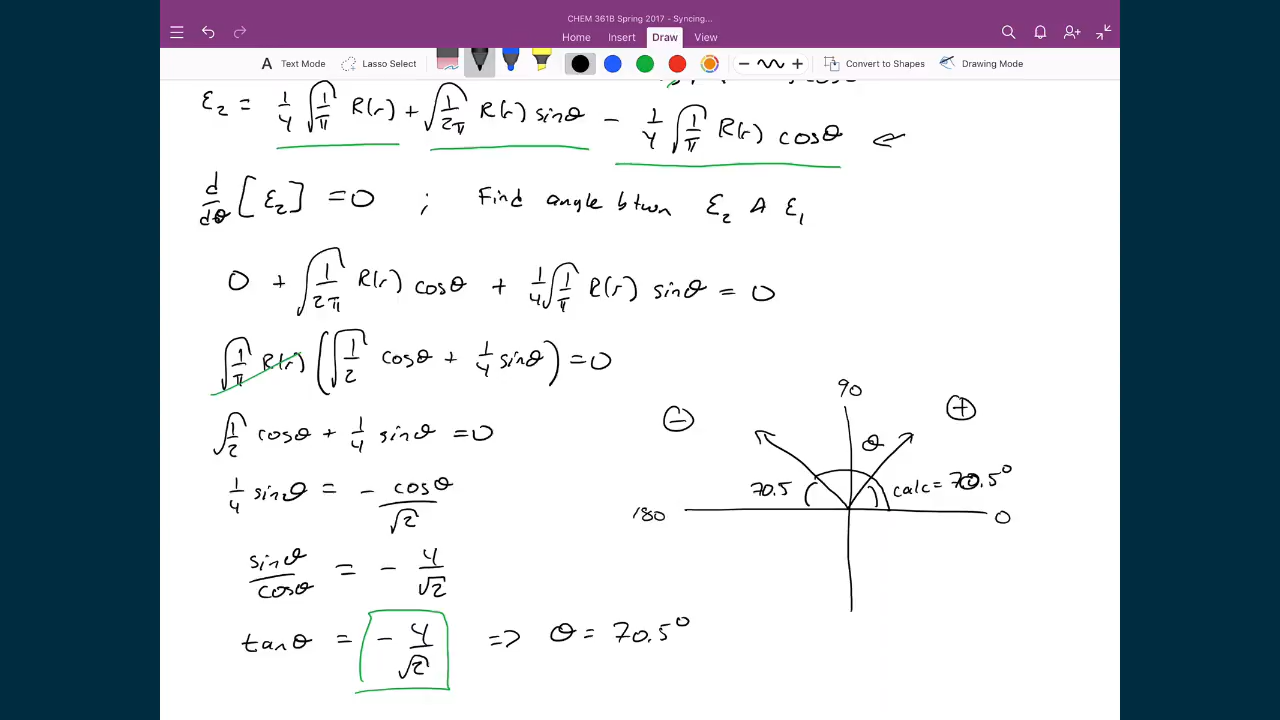 CHEM 361B Spring 2017 - Syncing...
Home Insert Draw View
A Text Mode Lasso Select Convert to Shapes Drawing Mode
ε₂ = 1/4 √(1/π) R(r) + √(1/2π) R(r) sinθ − 1/4 √(1/π) R(r) cosθ ⇐
d/dθ [ε₂] = 0 ; Find angle btwn ε₂ & ε₁
0 + √(1/2π) R(r) cosθ + 1/4 √(1/π) R(r) sinθ = 0
√(1/π) R(r) (√(1/2) cosθ + 1/4 sinθ) = 0
√(1/2) cosθ + 1/4 sinθ = 0
1/4 sinθ = − cosθ/√2
sinθ/cosθ = − 4/√2
tanθ = − 4/√2 => θ = 70.5°
90
− +
θ
70.5 calc = 70.5°
180 0